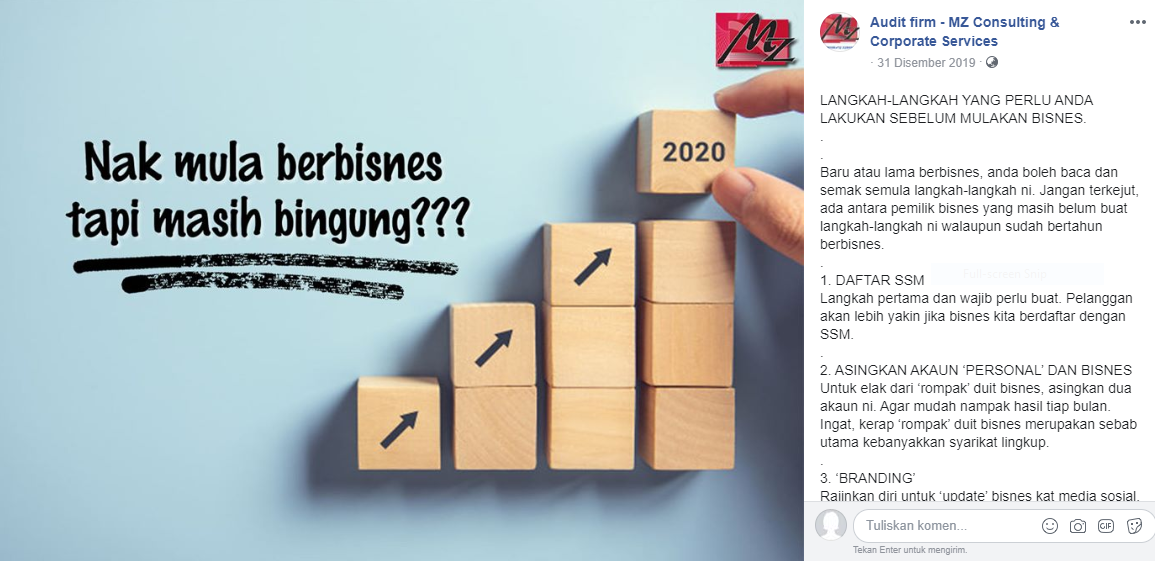 MZ
Nak mula berbisnes
tapi masih bingung???
2020
Audit firm - MZ Consulting &
Corporate Services
· 31 Disember 2019 ·
LANGKAH-LANGKAH YANG PERLU ANDA
LAKUKAN SEBELUM MULAKAN BISNES.
.
.
Baru atau lama berbisnes, anda boleh baca dan
semak semula langkah-langkah ni. Jangan terkejut,
ada antara pemilik bisnes yang masih belum buat
langkah-langkah ni walaupun sudah bertahun
berbisnes.
.
Full-screen Snip
1. DAFTAR SSM
Langkah pertama dan wajib perlu buat. Pelanggan
akan lebih yakin jika bisnes kita berdaftar dengan
SSM.
.
2. ASINGKAN AKAUN ‘PERSONAL’ DAN BISNES
Untuk elak dari ‘rompak’ duit bisnes, asingkan dua
akaun ni. Agar mudah nampak hasil tiap bulan.
Ingat, kerap ‘rompak’ duit bisnes merupakan sebab
utama kebanyakkan syarikat lingkup.
.
3. ‘BRANDING’
Rajinkan diri untuk ‘update’ bisnes kat media sosial.
Tuliskan komen...
GIF
Tekan Enter untuk mengirim.